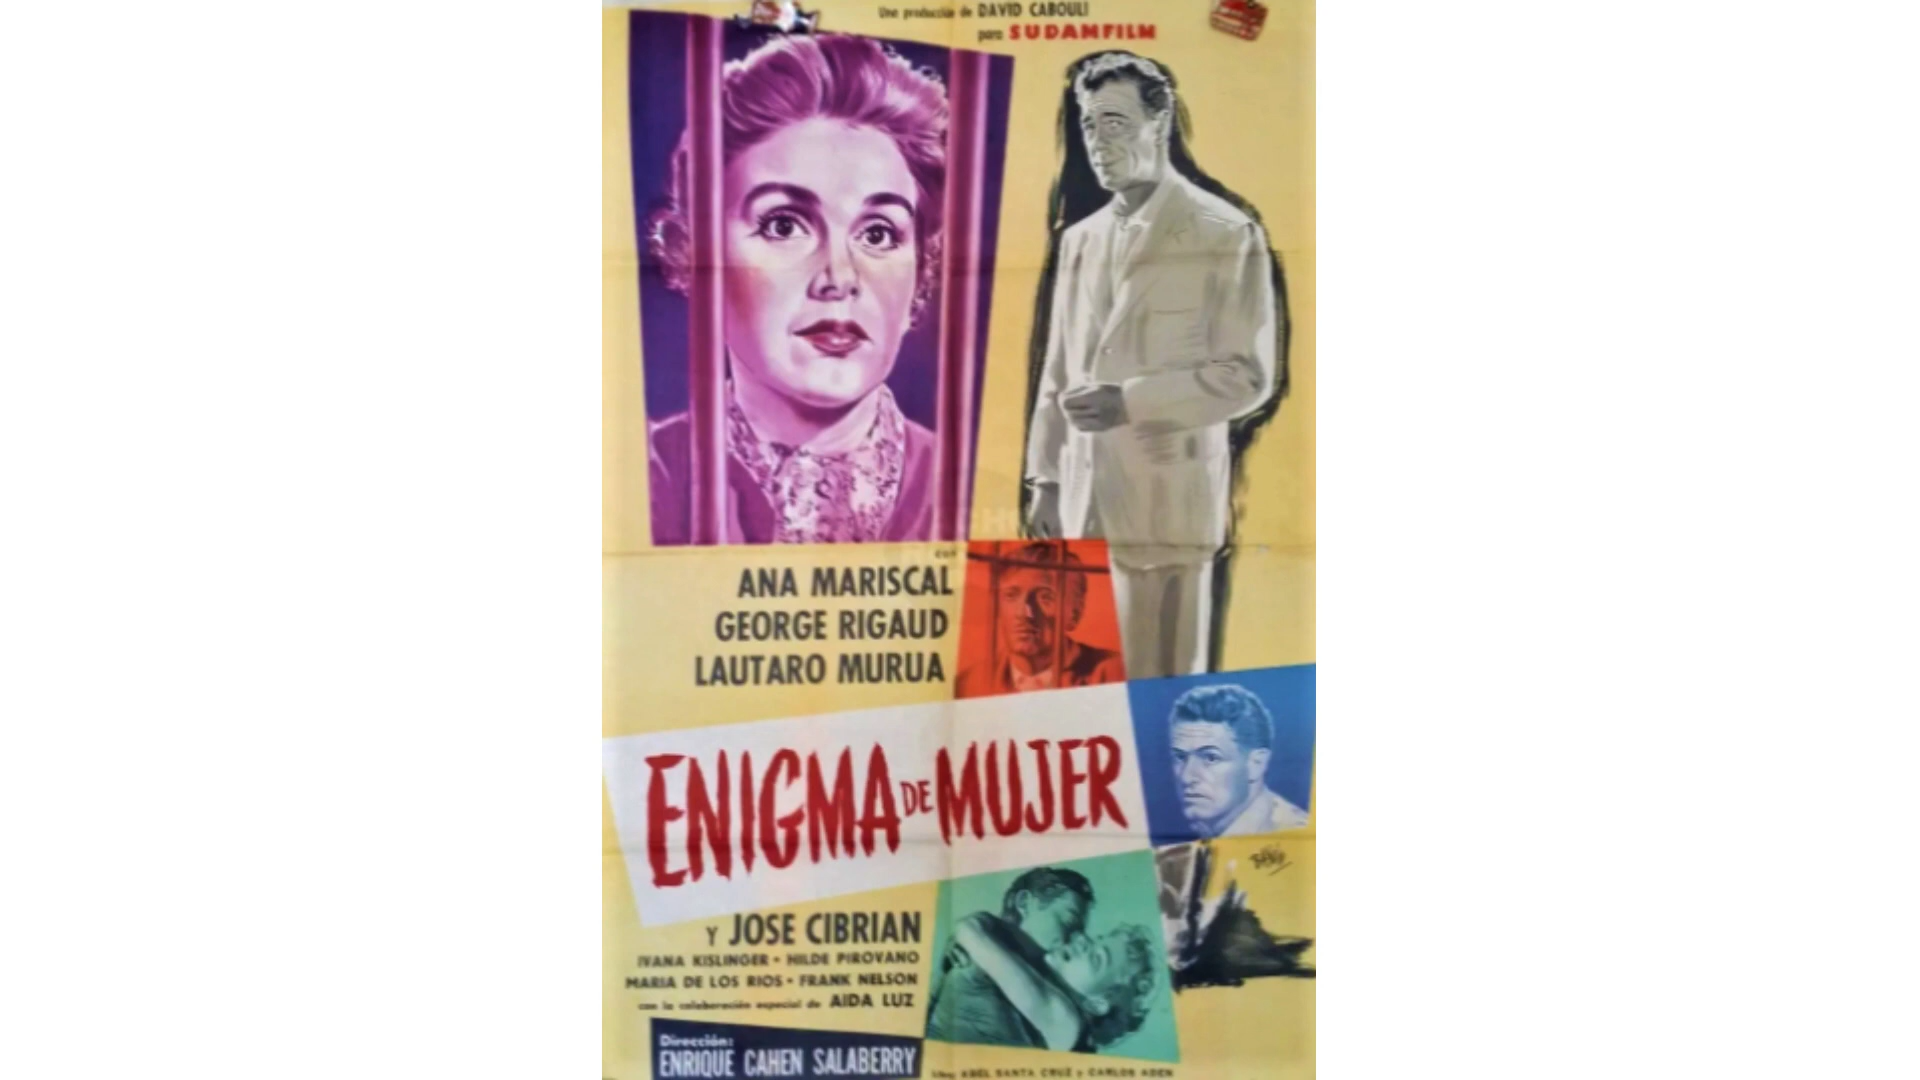 Una producción de DAVID CABOULI
para SUDAMFILM
con
ANA MARISCAL
GEORGE RIGAUD
LAUTARO MURUA
ENIGMA DE MUJER
Y JOSE CIBRIAN
IVANA KISLINGER - HILDE PIROVANO
MARIA DE LOS RIOS - FRANK NELSON
con la colaboración especial de AIDA LUZ
Dirección:
ENRIQUE CAHEN SALABERRY
ABEL SANTA CRUZ y CARLOS ADEN